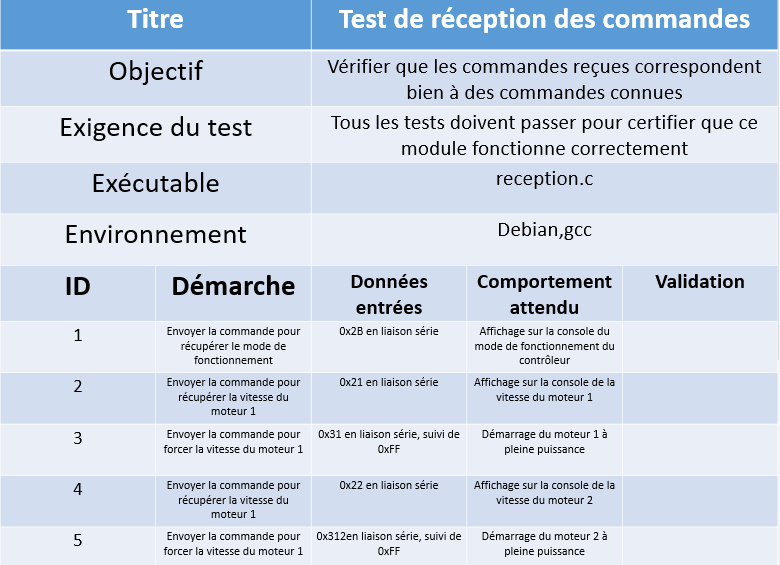 Titre
Test de réception des commandes
Objectif
Vérifier que les commandes reçues correspondent
bien à des commandes connues
Exigence du test
Tous les tests doivent passer pour certifier que ce
module fonctionne correctement
Exécutable
reception.c
Environnement
Debian,gcc
ID
Démarche
Données
entrées
Comportement
attendu
Validation
1
Envoyer la commande pour
récupérer le mode de
fonctionnement
0x2B en liaison série
Affichage sur la console du
mode de fonctionnement du
contrôleur
2
Envoyer la commande pour
récupérer la vitesse du
moteur 1
0x21 en liaison série
Affichage sur la console de la
vitesse du moteur 1
3
Envoyer la commande pour
forcer la vitesse du moteur 1
0x31 en liaison série, suivi de
0xFF
Démarrage du moteur 1 à
pleine puissance
4
Envoyer la commande pour
récupérer la vitesse du
moteur 1
0x22 en liaison série
Affichage sur la console de la
vitesse du moteur 2
5
Envoyer la commande pour
forcer la vitesse du moteur 1
0x312en liaison série, suivi de
0xFF
Démarrage du moteur 2 à
pleine puissance